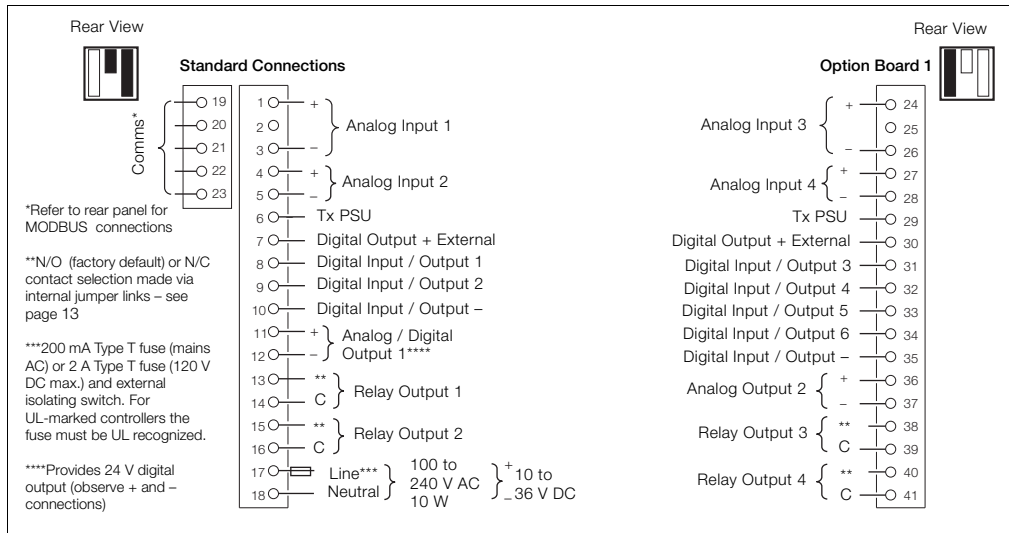 Rear View
Standard Connections
Comms*
19
20
21
22
23
1 + Analog Input 1
2
3 –
4 + Analog Input 2
5 –
6 Tx PSU
7 Digital Output + External
8 Digital Input / Output 1
9 Digital Input / Output 2
10 Digital Input / Output –
11 + Analog / Digital
12 – Output 1****
13 ** Relay Output 1
14 C
15 ** Relay Output 2
16 C
17 Line***
18 Neutral
100 to
240 V AC
10 W
+ 10 to
– 36 V DC
*Refer to rear panel for
MODBUS connections
**N/O (factory default) or N/C
contact selection made via
internal jumper links – see
page 13
***200 mA Type T fuse (mains
AC) or 2 A Type T fuse (120 V
DC max.) and external
isolating switch. For
UL-marked controllers the
fuse must be UL recognized.
****Provides 24 V digital
output (observe + and –
connections)
Rear View
Option Board 1
Analog Input 3 + 24
25
– 26
Analog Input 4 + 27
– 28
Tx PSU 29
Digital Output + External 30
Digital Input / Output 3 31
Digital Input / Output 4 32
Digital Input / Output 5 33
Digital Input / Output 6 34
Digital Input / Output – 35
Analog Output 2 + 36
– 37
Relay Output 3 ** 38
C 39
Relay Output 4 ** 40
C 41